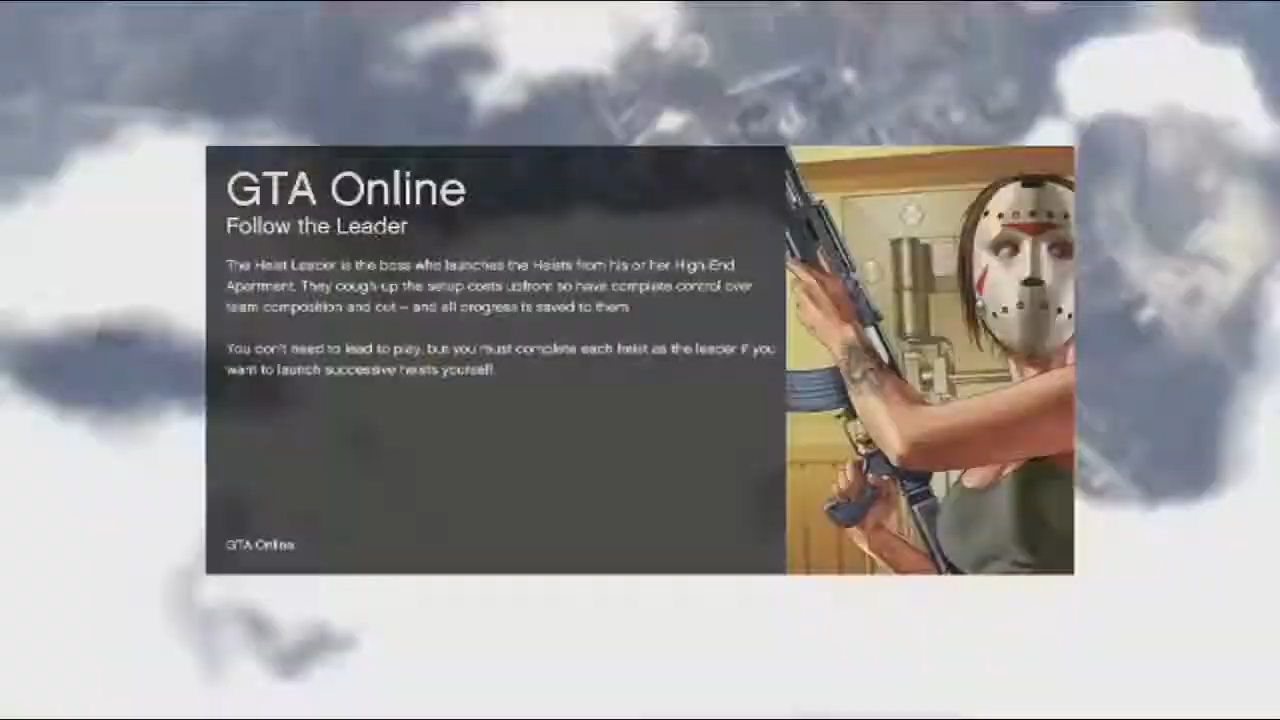 GTA Online
Follow the Leader
The Heist Leader is the boss who launches the Heists from his or her High-End
Apartment. They cough up the setup costs upfront so have complete control over
team composition and cut – and all progress is saved to them.
You don't need to lead to play, but you must complete each heist as the leader if you
want to launch successive heists yourself.
GTA Online